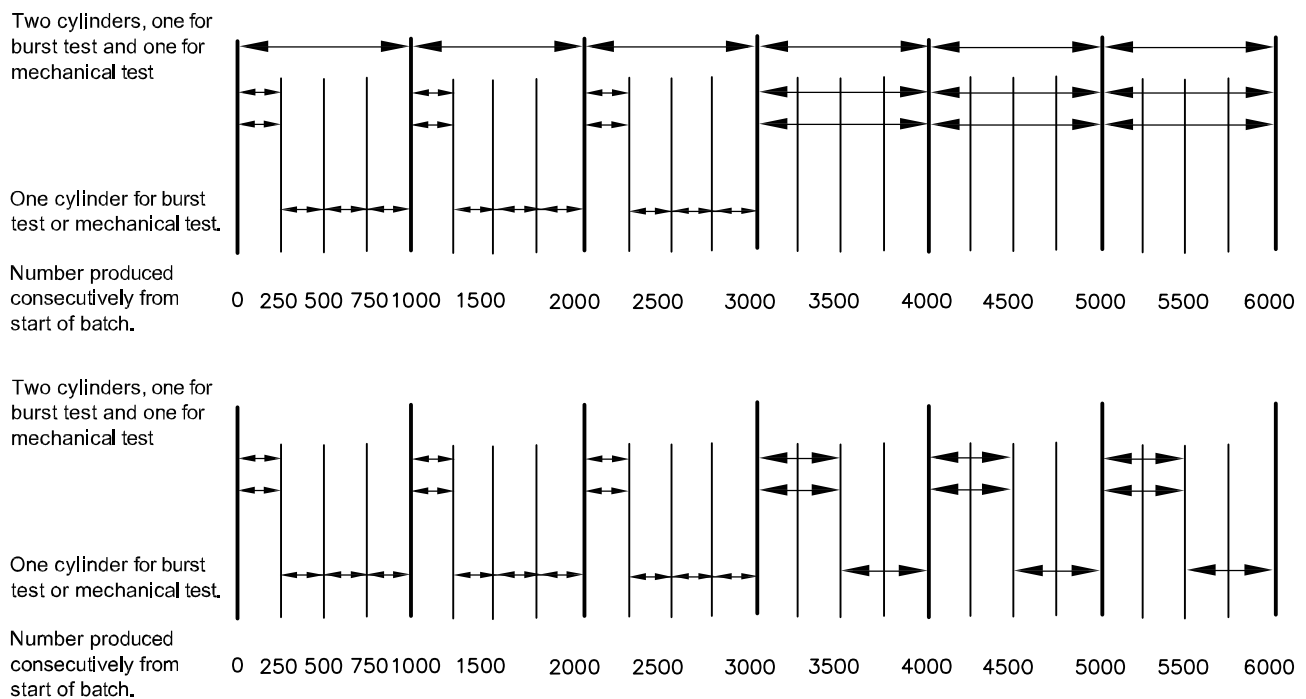 Two cylinders, one for
burst test and one for
mechanical test
One cylinder for burst
test or mechanical test.
Number produced
consecutively from
start of batch.
0 250 500 750 1000 1500 2000 2500 3000 3500 4000 4500 5000 5500 6000
Two cylinders, one for
burst test and one for
mechanical test
One cylinder for burst
test or mechanical test.
Number produced
consecutively from
start of batch.
0 250 500 750 1000 1500 2000 2500 3000 3500 4000 4500 5000 5500 6000